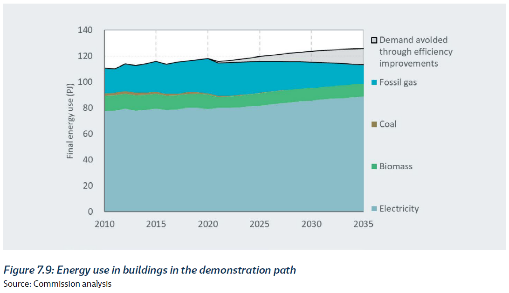 140
120
100
80
60
40
20
0
Final energy use (PJ)
2010 2015 2020 2025 2030 2035
Demand avoided
through efficiency
improvements
Fossil gas
Coal
Biomass
Electricity
Figure 7.9: Energy use in buildings in the demonstration path
Source: Commission analysis